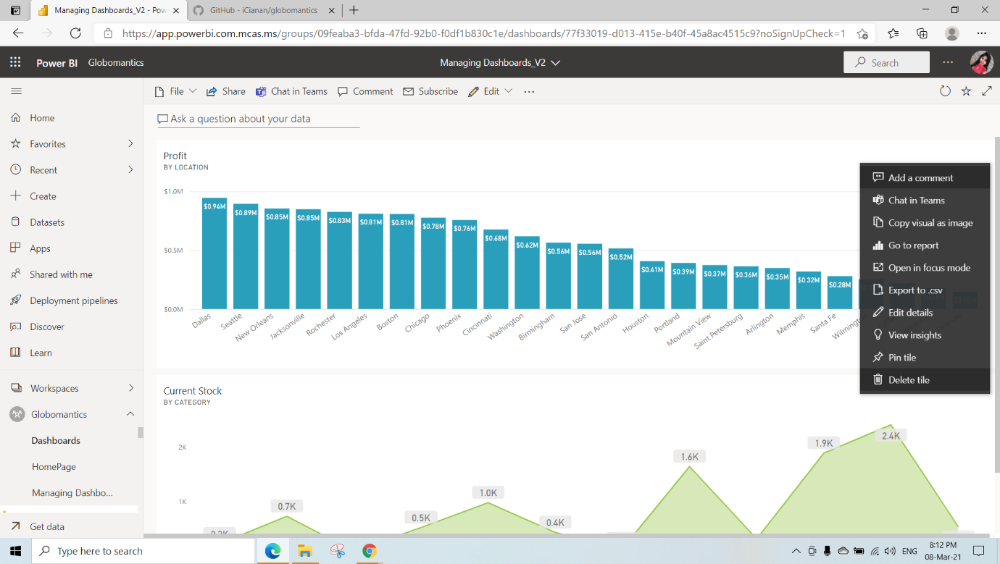 Managing Dashboards_V2 - Pow
GitHub - iCianan/globomantics
https://app.powerbi.com.mcas.ms/groups/09feaba3-bfda-47fd-92b0-f0df1b830c1e/dashboards/77f33019-d013-415e-b40f-45a8ac4515c9?noSignUpCheck=1
Power BI Globomantics
Managing Dashboards_V2
Search
File Share Chat in Teams Comment Subscribe Edit
Ask a question about your data
Home
Favorites
Recent
Create
Datasets
Apps
Shared with me
Deployment pipelines
Discover
Learn
Workspaces
Globomantics
Dashboards
HomePage
Managing Dashbo...
Get data
Profit
BY LOCATION
$1.0M
$0.5M
$0.0M
$0.94M $0.89M $0.85M $0.85M $0.83M $0.81M $0.81M $0.78M $0.76M $0.68M $0.62M $0.56M $0.56M $0.52M $0.41M $0.39M $0.37M $0.36M $0.35M $0.32M $0.28M
Dallas Seattle New Orleans Jacksonville Rochester Los Angeles Boston Chicago Phoenix Cincinnati Washington Birmingham San Jose San Antonio Houston Portland Mountain View Saint Petersburg Arlington Memphis Santa Fe
Add a comment
Chat in Teams
Copy visual as image
Go to report
Open in focus mode
Export to .csv
Edit details
View insights
Pin tile
Delete tile
Current Stock
BY CATEGORY
2K
1K
0.7K 0.5K 1.0K 0.4K 1.6K 1.9K 2.4K
Type here to search
ENG
8:12 PM
08-Mar-21